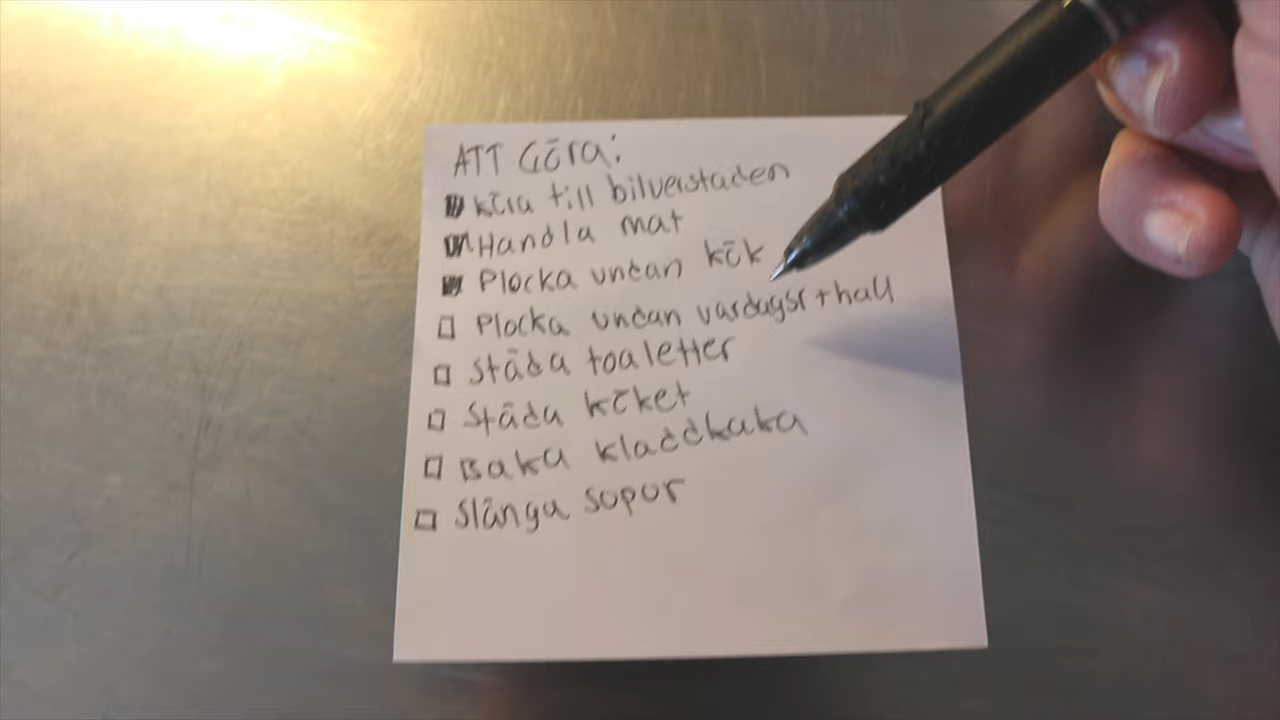 ATT Göra:
Köra till bilverstaden
Handla mat
Plocka undan kök
Plocka undan vardagsr + hall
Städa toaletter
Städa köket
Baka kladdkaka
Slänga sopor